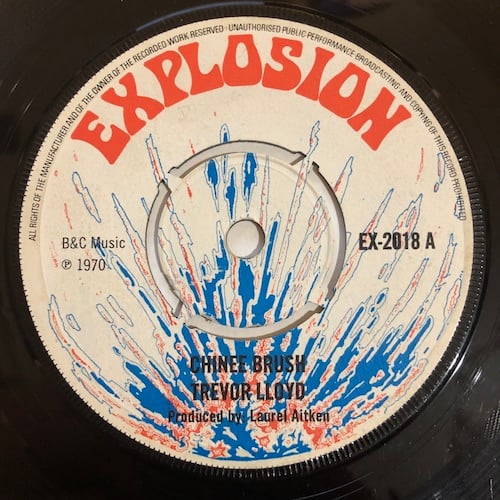 ALL RIGHTS OF THE MANUFACTURER AND OF THE OWNER OF THE RECORDED WORK RESERVED · UNAUTHORISED PUBLIC PERFORMANCE BROADCASTING AND COPYING OF THIS RECORD PROHIBITED
EXPLOSION
B&C Music
℗ 1970
EX-2018 A
CHINEE BRUSH
TREVOR LLOYD
Produced by: Laurel Aitken